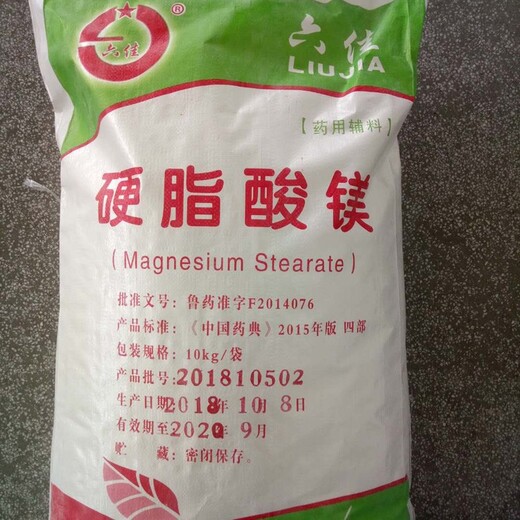 六佳
®
六佳
LIUJIA
【药用辅料】
硬脂酸镁
(Magnesium Stearate)
批准文号: 鲁药准字F2014076
产品标准: 《中国药典》2015年版 四部
包装规格: 10kg/袋
产品批号: 201810502
生产日期: 2018年 10月 8日
有效期至: 2020年 9月
贮 藏: 密闭保存。